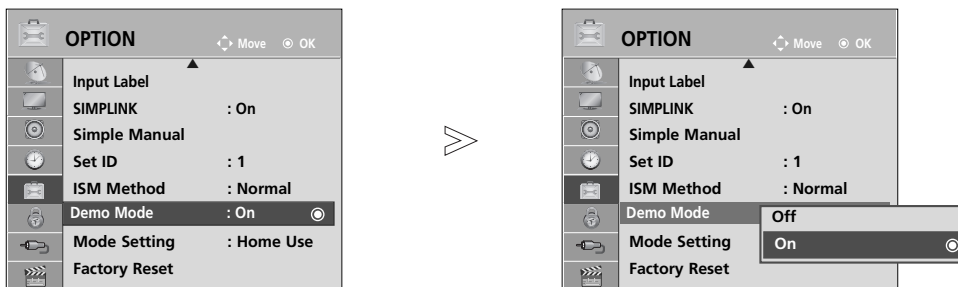 OPTION Move OK
Input Label
SIMPLINK : On
Simple Manual
Set ID : 1
ISM Method : Normal
Demo Mode : On
Mode Setting : Home Use
Factory Reset
OPTION Move OK
Input Label
SIMPLINK : On
Simple Manual
Set ID : 1
ISM Method : Normal
Demo Mode
Off
Mode Setting
On
Factory Reset